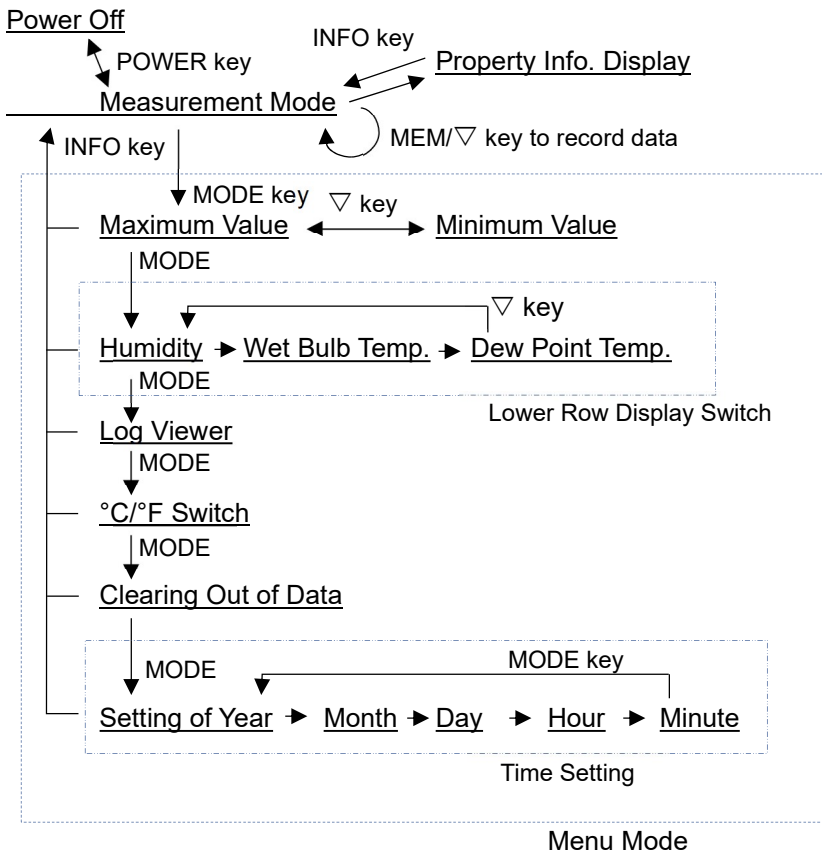 Power Off
INFO key
POWER key
Property Info. Display
Measurement Mode
MEM/▽ key to record data
INFO key
MODE key
▽ key
Maximum Value
Minimum Value
MODE
▽ key
Humidity
Wet Bulb Temp.
Dew Point Temp.
MODE
Lower Row Display Switch
Log Viewer
MODE
°C/°F Switch
MODE
Clearing Out of Data
MODE
MODE key
Setting of Year
Month
Day
Hour
Minute
Time Setting
Menu Mode